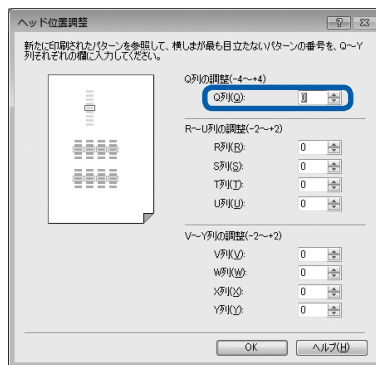 ヘッド位置調整
新たに印刷されたパターンを参照して、横しまが最も目立たないパターンの番号を、Q～Y
列それぞれの欄に入力してください。
Q列の調整(-4～+4)
Q列(Q): 0
R～U列の調整(-2～+2)
R列(R): 0
S列(S): 0
T列(T): 0
U列(U): 0
V～Y列の調整(-2～+2)
V列(V): 0
W列(W): 0
X列(X): 0
Y列(Y): 0
OK ヘルプ(H)